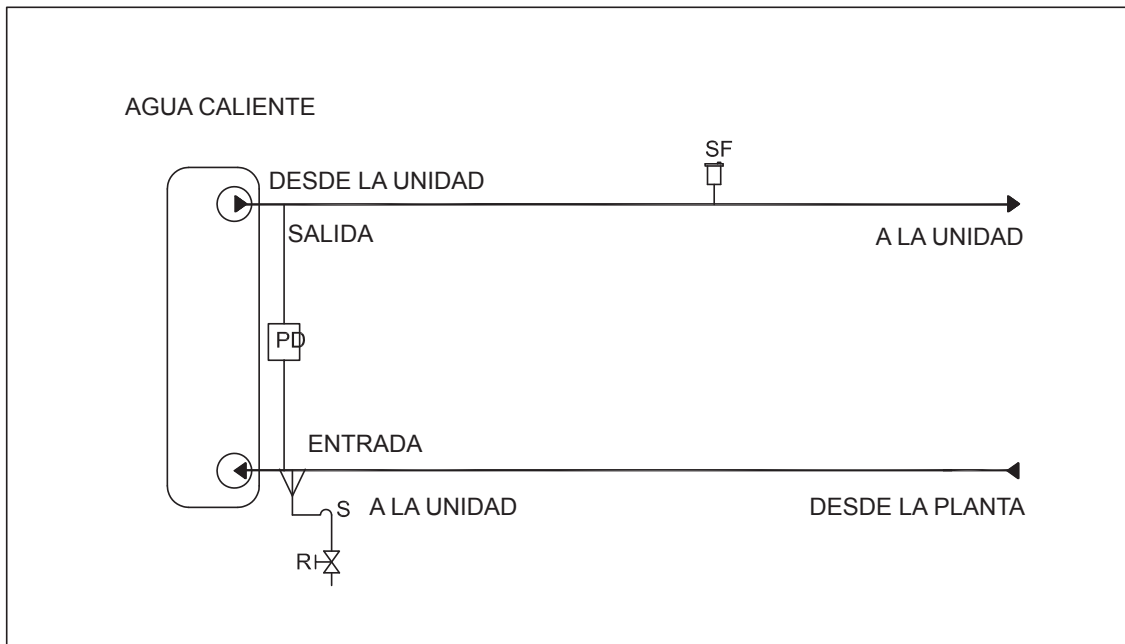 AGUA CALIENTE
SF
DESDE LA UNIDAD
SALIDA
A LA UNIDAD
PD
ENTRADA
S
A LA UNIDAD
DESDE LA PLANTA
R